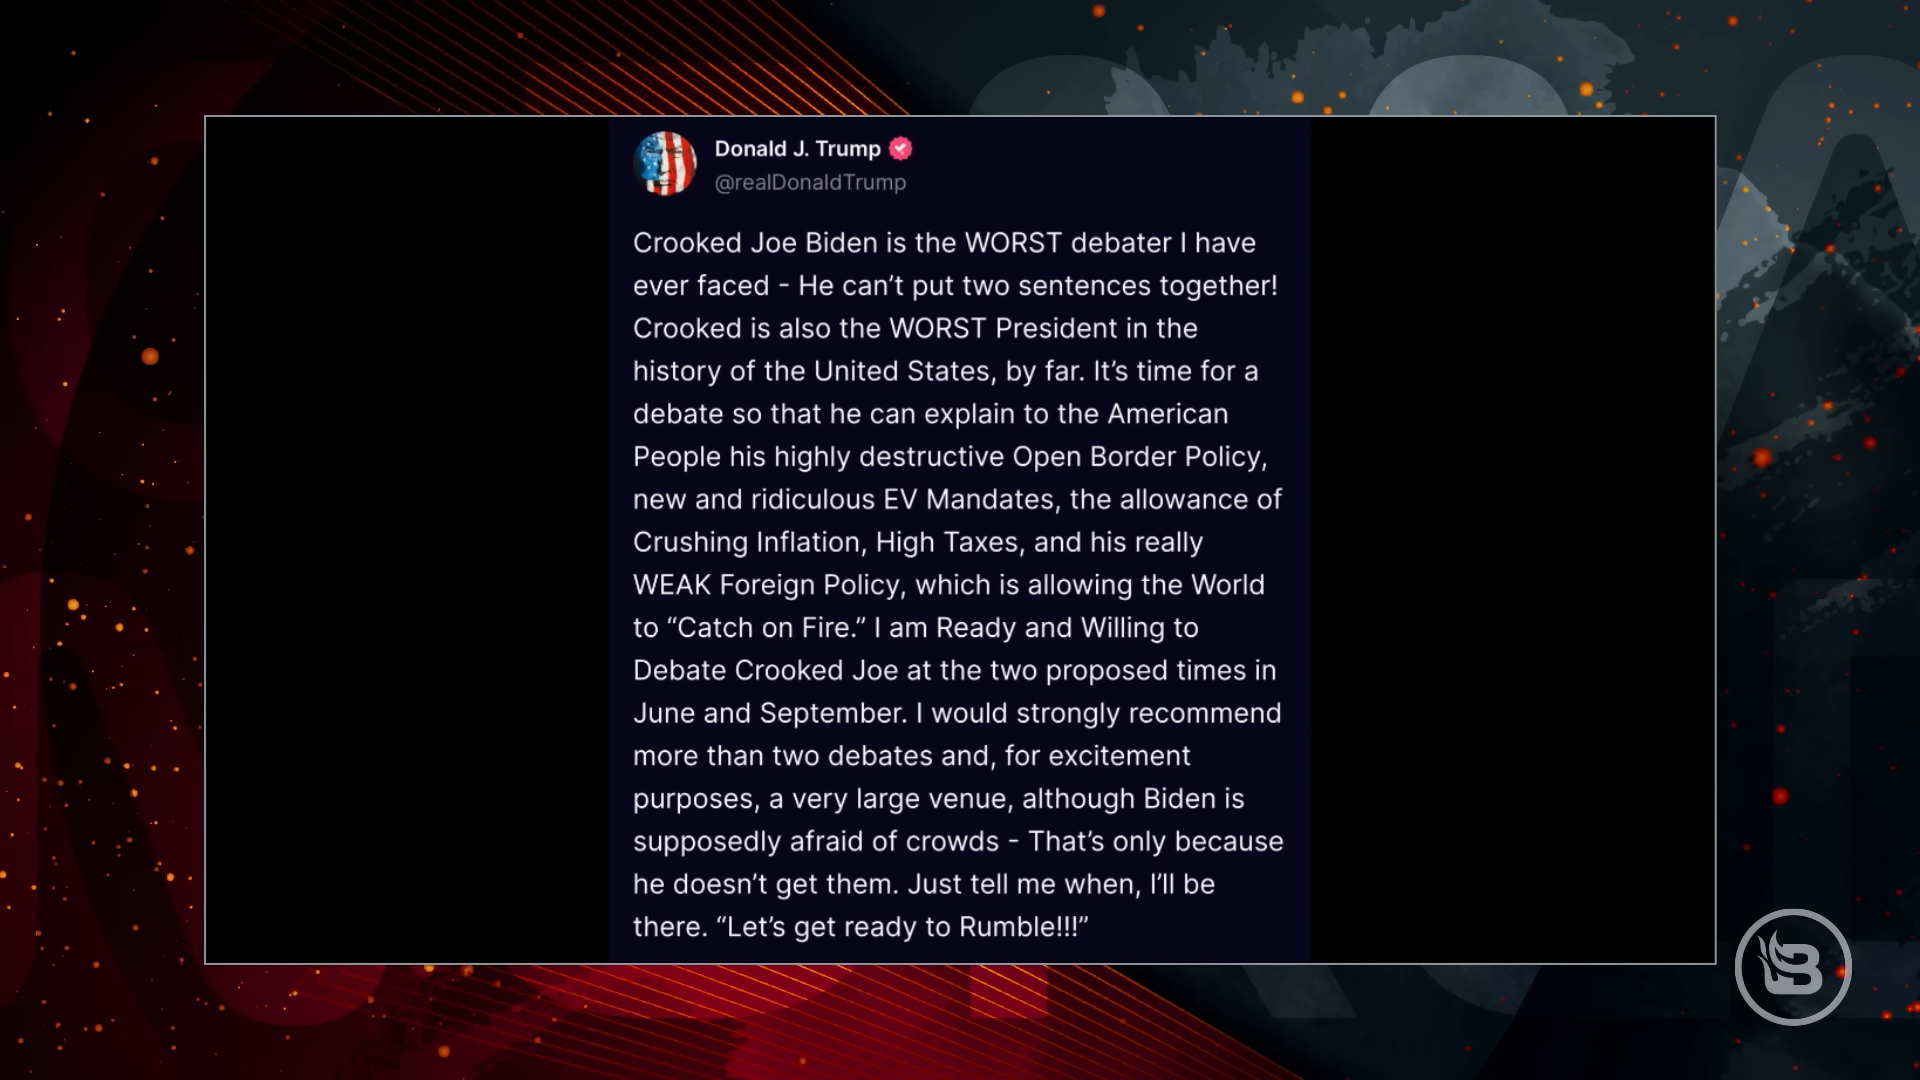 Donald J. Trump
@realDonaldTrump
Crooked Joe Biden is the WORST debater I have
ever faced - He can’t put two sentences together!
Crooked is also the WORST President in the
history of the United States, by far. It’s time for a
debate so that he can explain to the American
People his highly destructive Open Border Policy,
new and ridiculous EV Mandates, the allowance of
Crushing Inflation, High Taxes, and his really
WEAK Foreign Policy, which is allowing the World
to “Catch on Fire.” I am Ready and Willing to
Debate Crooked Joe at the two proposed times in
June and September. I would strongly recommend
more than two debates and, for excitement
purposes, a very large venue, although Biden is
supposedly afraid of crowds - That’s only because
he doesn’t get them. Just tell me when, I’ll be
there. “Let’s get ready to Rumble!!!”
B